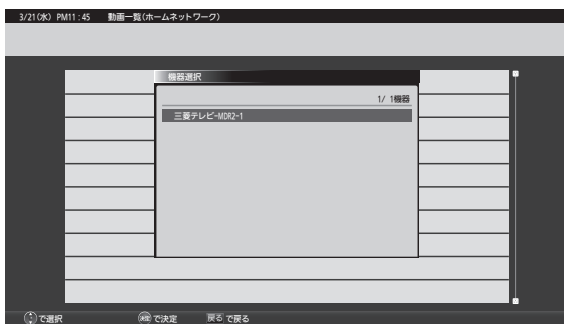 3/21(水) PM11:45 動画一覧(ホームネットワーク)
機器選択
1/ 1機器
三菱テレビ-MDR2-1
で選択 決定 で決定 戻る で戻る